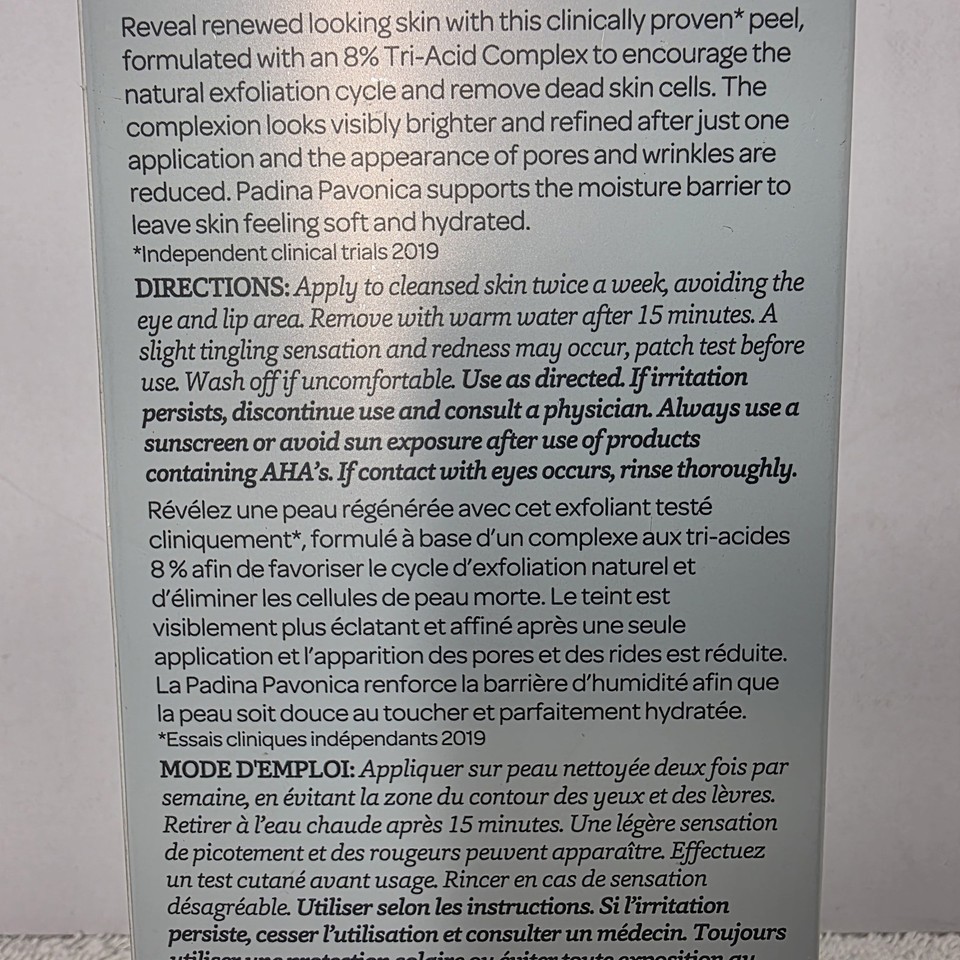 Reveal renewed looking skin with this clinically proven* peel,
formulated with an 8% Tri-Acid Complex to encourage the
natural exfoliation cycle and remove dead skin cells. The
complexion looks visibly brighter and refined after just one
application and the appearance of pores and wrinkles are
reduced. Padina Pavonica supports the moisture barrier to
leave skin feeling soft and hydrated.
*Independent clinical trials 2019
DIRECTIONS: Apply to cleansed skin twice a week, avoiding the
eye and lip area. Remove with warm water after 15 minutes. A
slight tingling sensation and redness may occur, patch test before
use. Wash off if uncomfortable. Use as directed. If irritation
persists, discontinue use and consult a physician. Always use a
sunscreen or avoid sun exposure after use of products
containing AHA's. If contact with eyes occurs, rinse thoroughly.
Révélez une peau régénérée avec cet exfoliant testé
cliniquement*, formulé à base d'un complexe aux tri-acides
8 % afin de favoriser le cycle d'exfoliation naturel et
d'éliminer les cellules de peau morte. Le teint est
visiblement plus éclatant et affiné après une seule
application et l'apparition des pores et des rides est réduite.
La Padina Pavonica renforce la barrière d'humidité afin que
la peau soit douce au toucher et parfaitement hydratée.
*Essais cliniques indépendants 2019
MODE D'EMPLOI: Appliquer sur peau nettoyée deux fois par
semaine, en évitant la zone du contour des yeux et des lèvres.
Retirer à l'eau chaude après 15 minutes. Une légère sensation
de picotement et des rougeurs peuvent apparaître. Effectuez
un test cutané avant usage. Rincer en cas de sensation
désagréable. Utiliser selon les instructions. Si l'irritation
persiste, cesser l'utilisation et consulter un médecin. Toujours
utiliser une protection solaire ou éviter toute exposition au